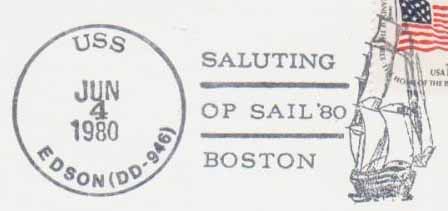 USS
JUN
4
1980
EDSON (DD-946)
SALUTING
OP SAIL '80
BOSTON
USA